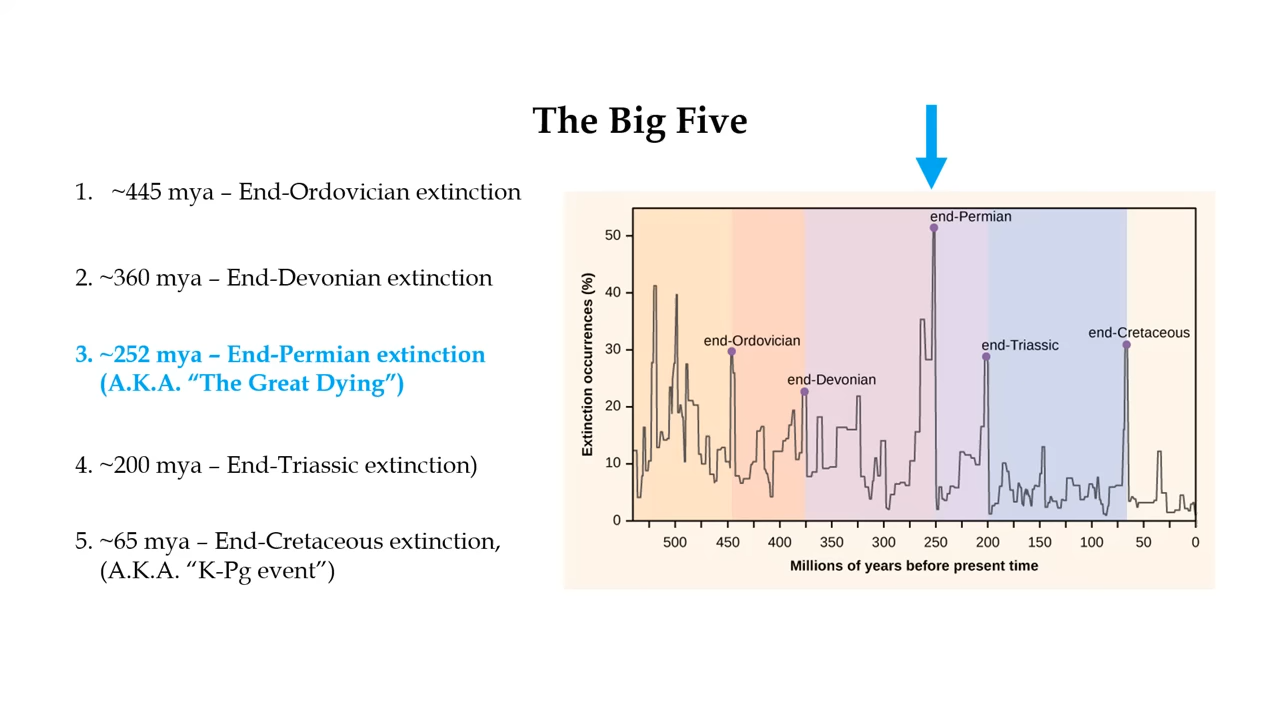 The Big Five
1. ~445 mya – End-Ordovician extinction
2. ~360 mya – End-Devonian extinction
3. ~252 mya – End-Permian extinction
(A.K.A. “The Great Dying”)
4. ~200 mya – End-Triassic extinction)
5. ~65 mya – End-Cretaceous extinction,
(A.K.A. “K-Pg event”)
Extinction occurrences (%)
50
40
30
20
10
0
end-Ordovician
end-Devonian
end-Permian
end-Triassic
end-Cretaceous
500 450 400 350 300 250 200 150 100 50 0
Millions of years before present time